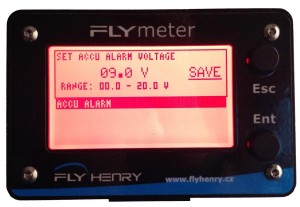 FLYmeter
SET ACCU ALARM VOLTAGE
09.0 V SAVE
RANGE: 00.0 - 20.0 V
ACCU ALARM
Esc
Ent
FLY HENRY www.flyhenry.cz